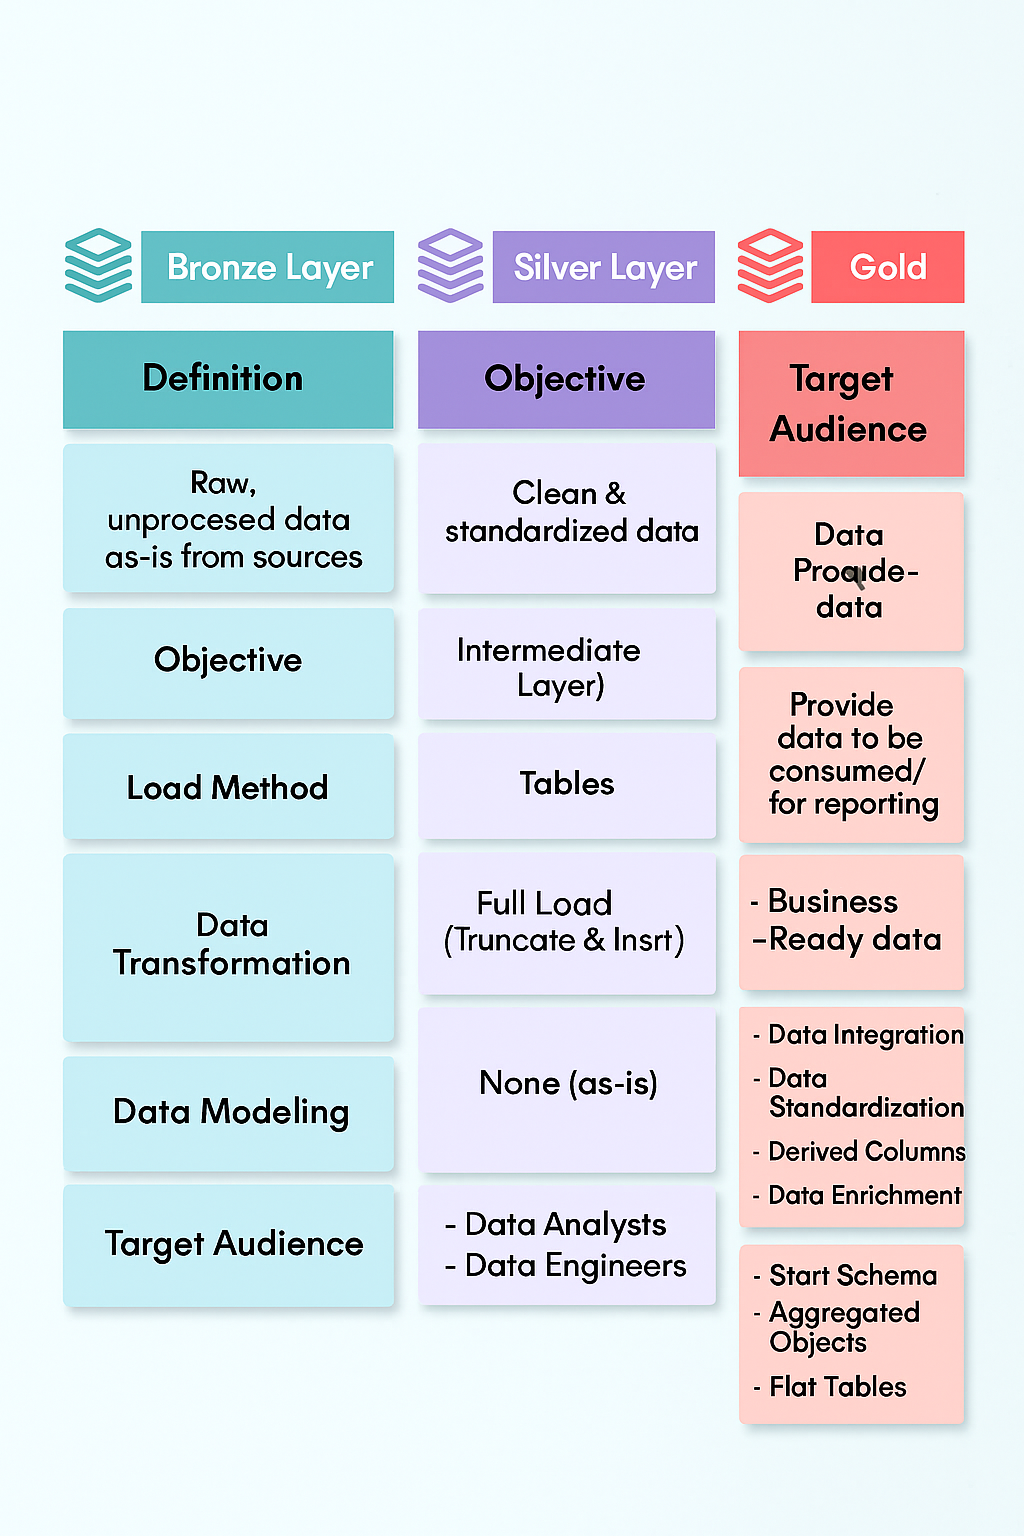 Bronze Layer
Silver Layer
Gold
Definition
Raw,
unprocesed data
as-is from sources
Objective
Load Method
Data
Transformation
Data Modeling
Target Audience
Objective
Clean &
standardized data
Intermediate
Layer)
Tables
Full Load
(Truncate & Insrt)
None (as-is)
- Data Analysts
- Data Engineers
Target
Audience
Data
data
Provide
data to be
consumed/
for reporting
- Business
-Ready data
- Data Integration
- Data
Standardization
- Derived Columns
- Data Enrichment
- Start Schema
- Aggregated
Objects
- Flat Tables